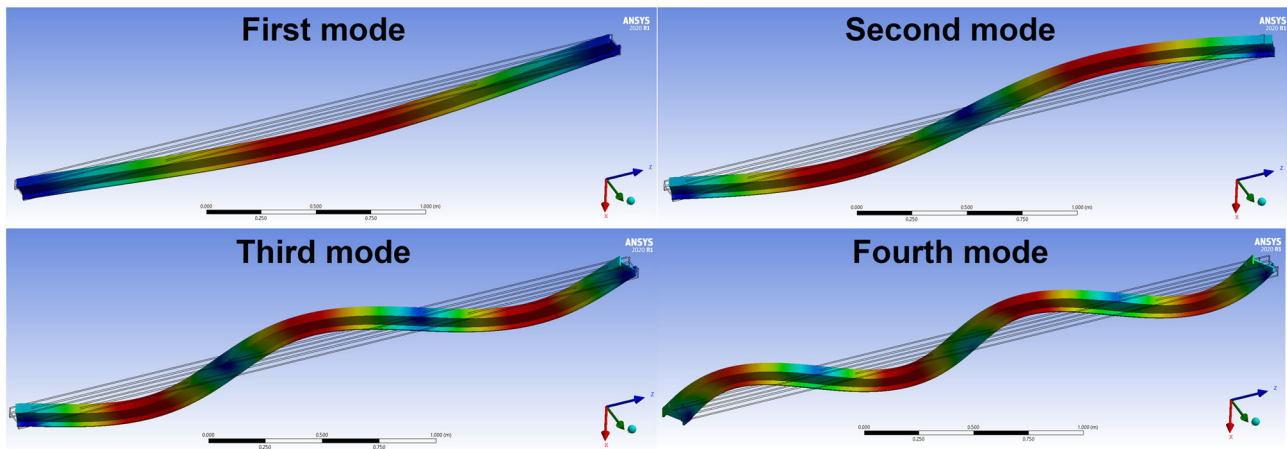 First mode
ANSYS
2020 R1
Z
X
0.000 0.500 1.000 (m)
0.250 0.750
Second mode
ANSYS
2020 R1
Z
X
0.000 0.500 1.000 (m)
0.250 0.750
Third mode
ANSYS
2020 R1
Z
X
0.000 0.500 1.000 (m)
0.250 0.750
Fourth mode
ANSYS
2020 R1
Z
X
0.000 0.500 1.000 (m)
0.250 0.750